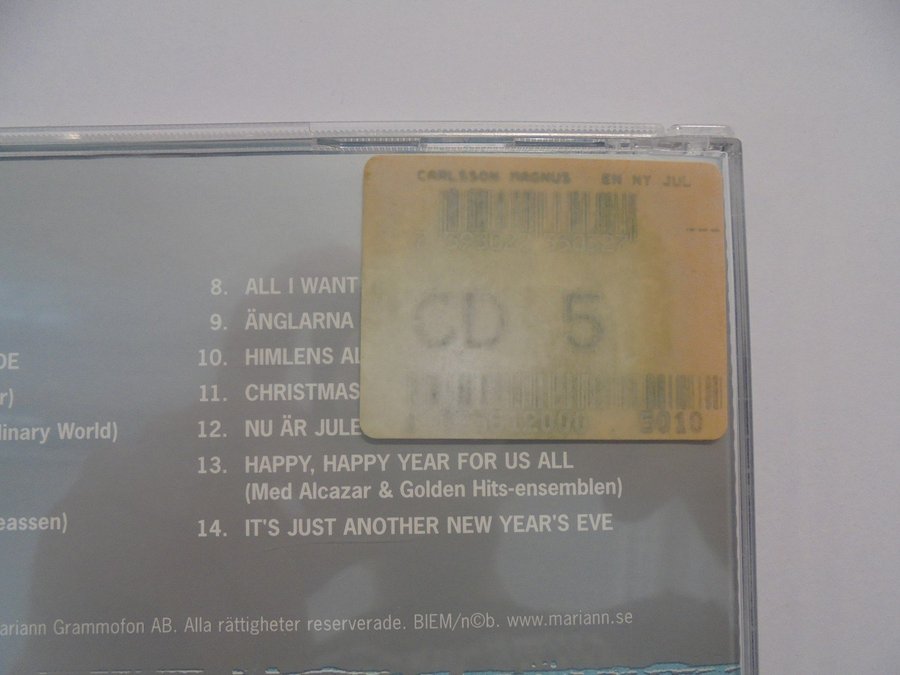 CARLSSON MAGNUS EN NY JUL
CD 5
5010
8. ALL I WANT
9. ÄNGLARNA
10. HIMLENS AL
11. CHRISTMAS
12. NU ÄR JULE
13. HAPPY, HAPPY YEAR FOR US ALL
(Med Alcazar & Golden Hits-ensemblen)
14. IT'S JUST ANOTHER NEW YEAR'S EVE
DE
r)
linary World)
eassen)
ariann Grammofon AB. Alla rättigheter reserverade. BIEM/n©b. www.mariann.se